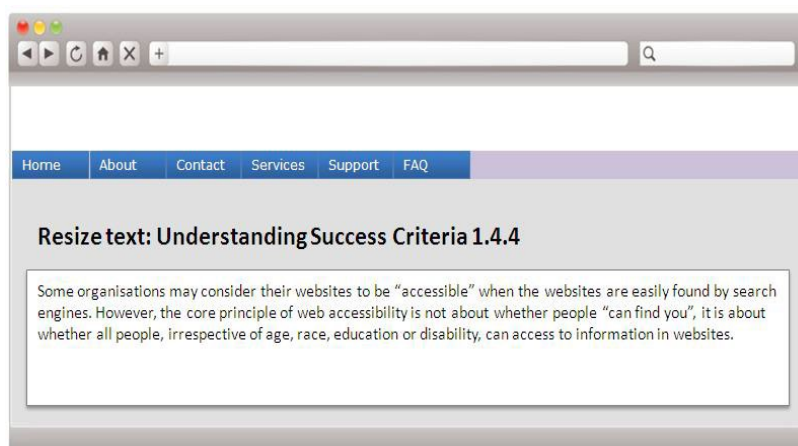 Home About Contact Services Support FAQ
Resize text: Understanding Success Criteria 1.4.4
Some organisations may consider their websites to be “accessible” when the websites are easily found by search
engines. However, the core principle of web accessibility is not about whether people “can find you”, it is about
whether all people, irrespective of age, race, education or disability, can access to information in websites.